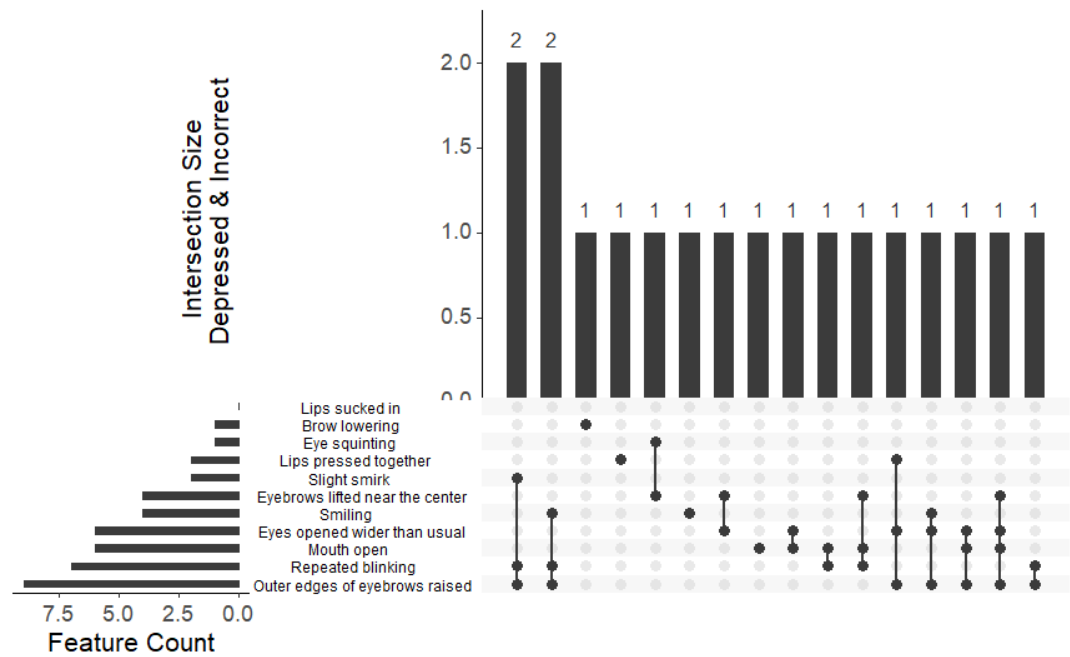 Intersection Size
Depressed & Incorrect
2 2 1 1 1 1 1 1 1 1 1 1 1 1 1 1
2.0
1.5
1.0
0.5
0.0
Lips sucked in
Brow lowering
Eye squinting
Lips pressed together
Slight smirk
Eyebrows lifted near the center
Smiling
Eyes opened wider than usual
Mouth open
Repeated blinking
Outer edges of eyebrows raised
7.5 5.0 2.5 0.0
Feature Count